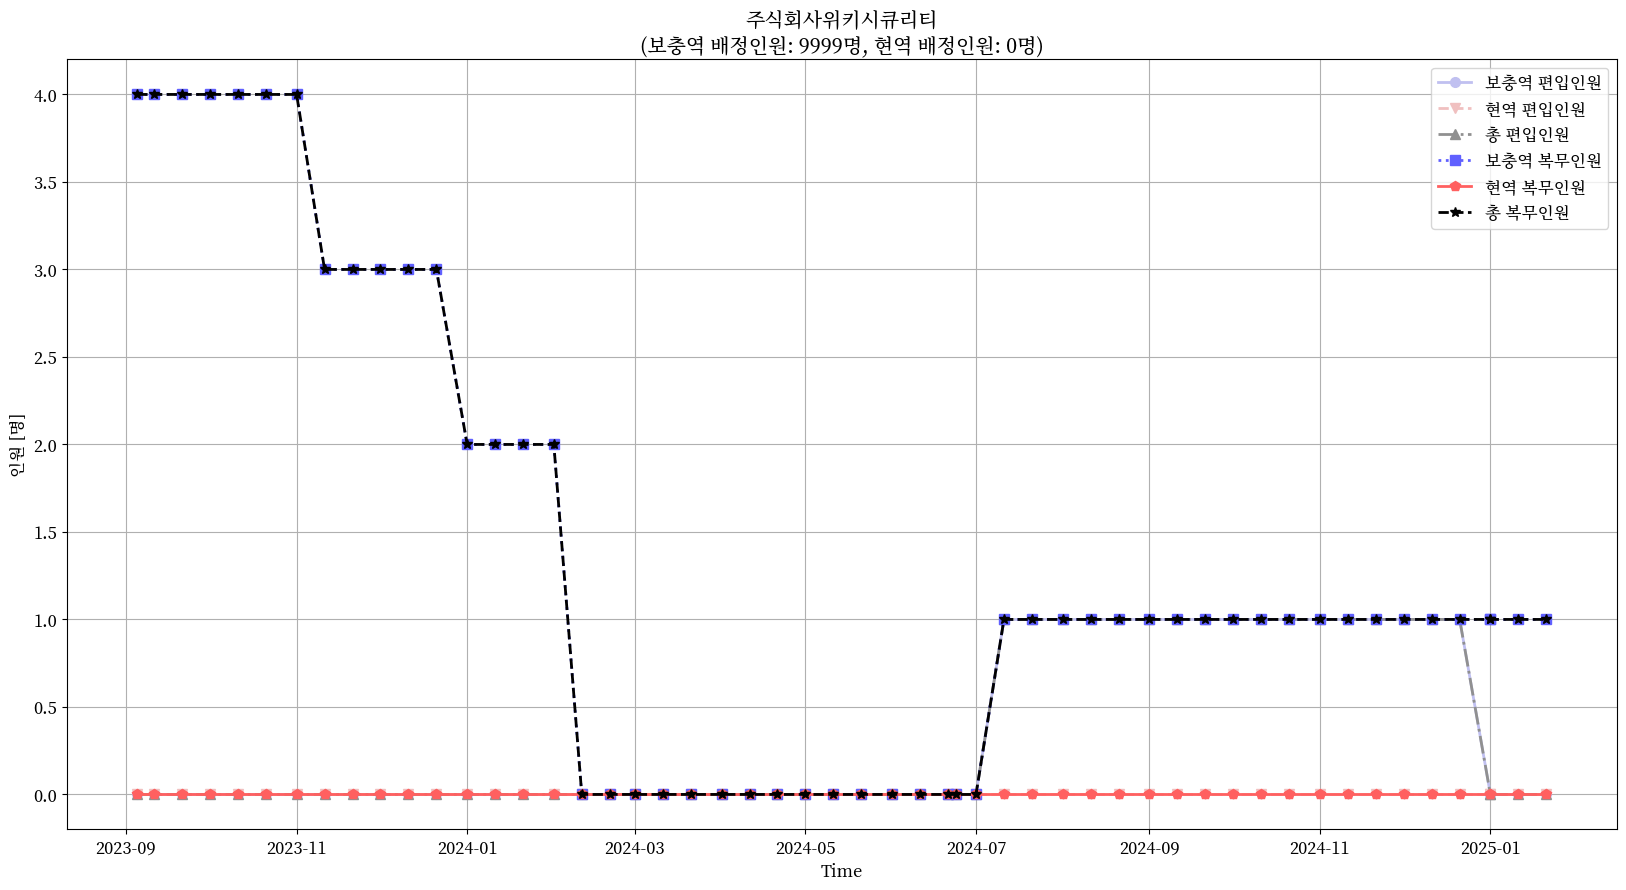 주식회사위키시큐리티
(보충역 배정인원: 9999명, 현역 배정인원: 0명)
보충역 편입인원
현역 편입인원
총 편입인원
보충역 복무인원
현역 복무인원
총 복무인원
4.0
3.5
3.0
2.5
2.0
1.5
1.0
0.5
0.0
인원 [명]
2023-09 2023-11 2024-01 2024-03 2024-05 2024-07 2024-09 2024-11 2025-01
Time